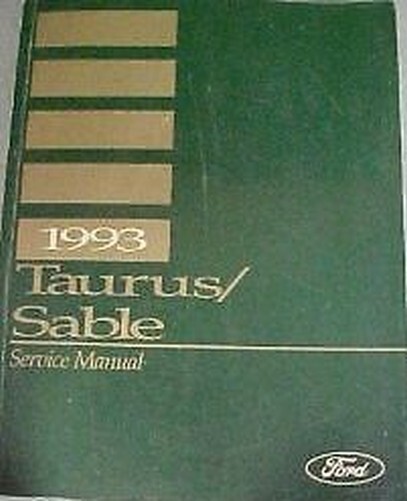 1993
Taurus/
Sable
Service Manual
Ford